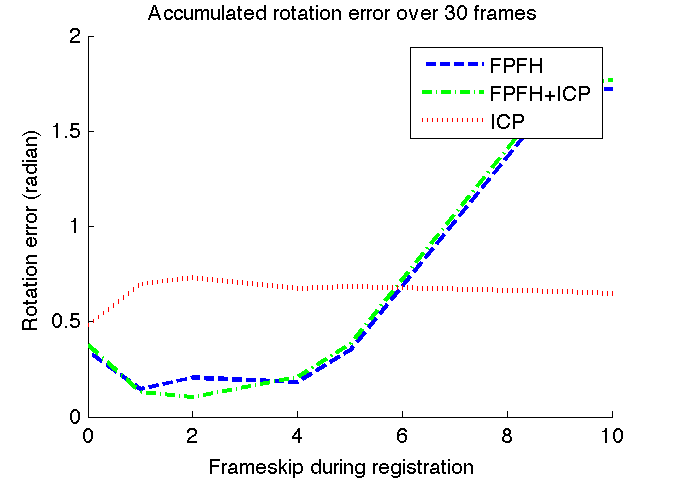 Accumulated rotation error over 30 frames
2
1.5
1
0.5
0
Rotation error (radian)
FPFH
FPFH+ICP
ICP
0 2 4 6 8 10
Frameskip during registration